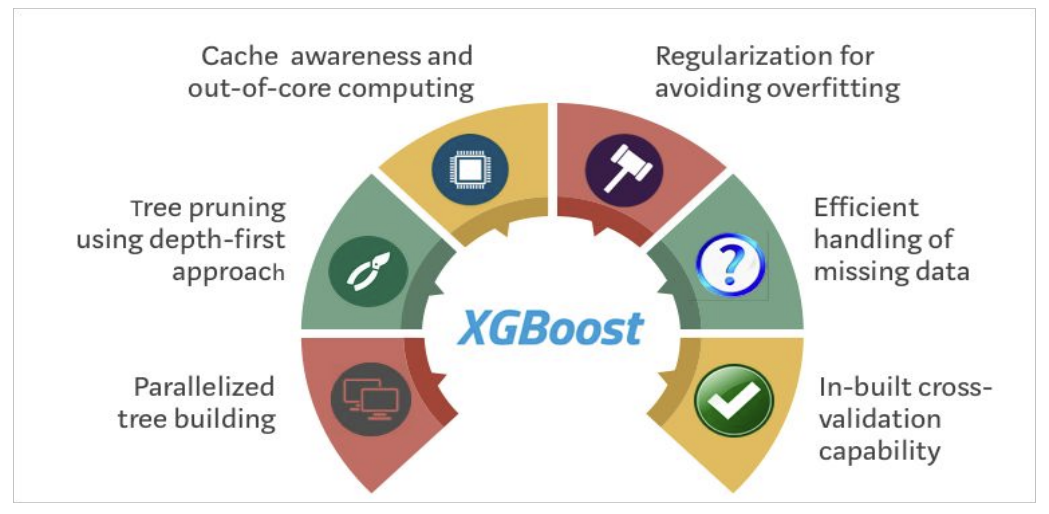 Cache awareness and
out-of-core computing
Regularization for
avoiding overfitting
Tree pruning
using depth-first
approach
Efficient
handling of
missing data
XGBoost
Parallelized
tree building
In-built cross-
validation
capability